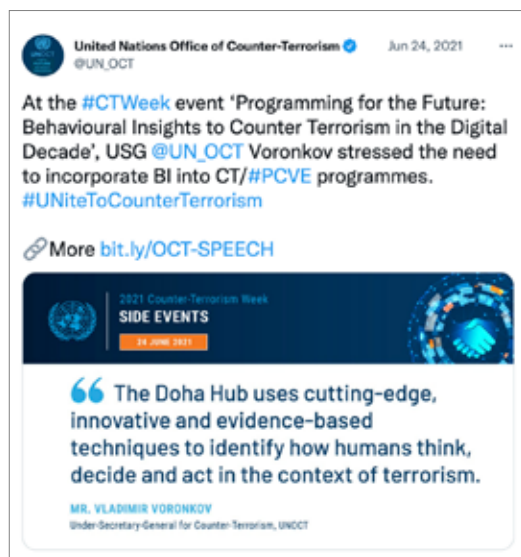 United Nations Office of Counter-Terrorism
Jun 24, 2021
@UN_OCT
At the #CTWeek event ‘Programming for the Future:
Behavioural Insights to Counter Terrorism in the Digital
Decade’, USG @UN_OCT Voronkov stressed the need
to incorporate BI into CT/#PCVE programmes.
#UNiteToCounterTerrorism
More bit.ly/OCT-SPEECH
2021 Counter-Terrorism Week
SIDE EVENTS
24 JUNE 2021
“ The Doha Hub uses cutting-edge,
innovative and evidence-based
techniques to identify how humans think,
decide and act in the context of terrorism.
MR. VLADIMIR VORONKOV
Under-Secretary-General for Counter-Terrorism, UNCCT